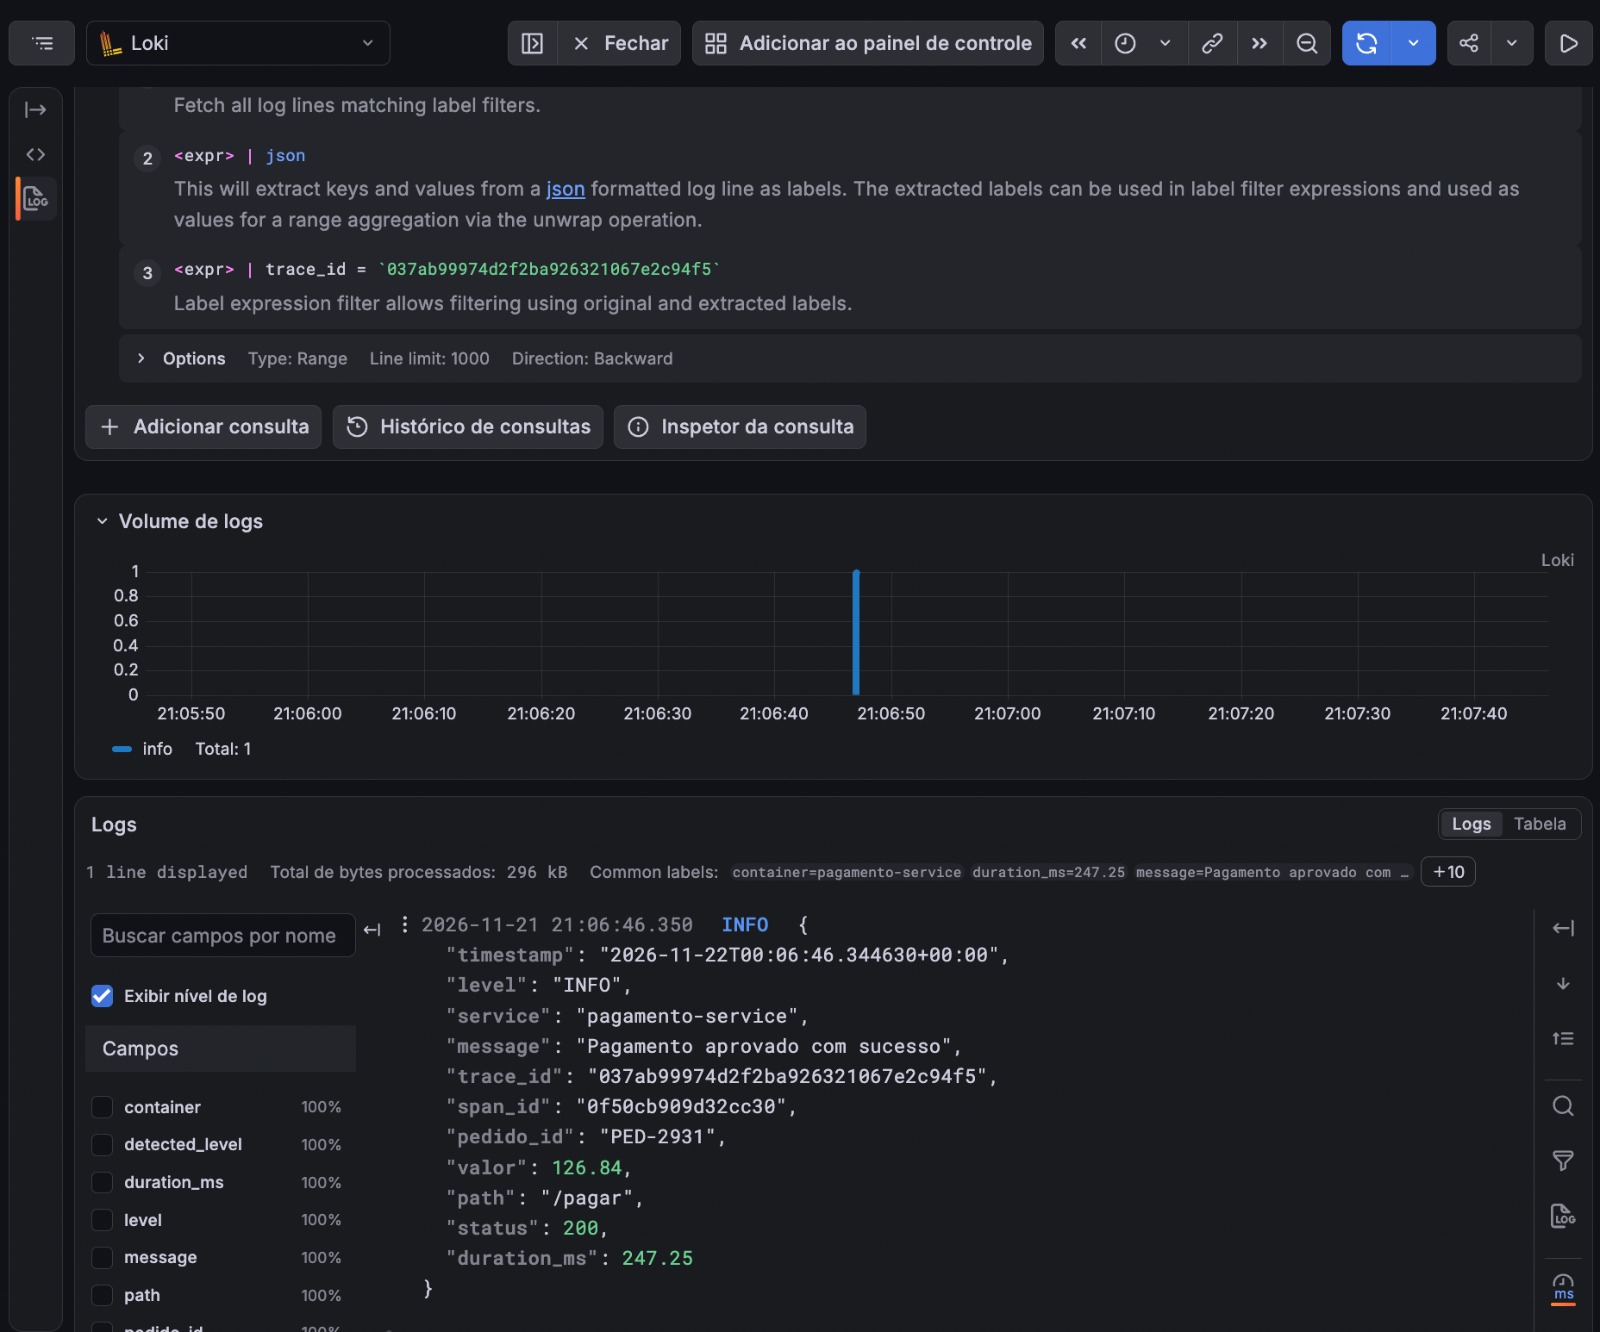 Loki
Fechar
Adicionar ao painel de controle
Fetch all log lines matching label filters.
2 <expr> | json
This will extract keys and values from a json formatted log line as labels. The extracted labels can be used in label filter expressions and used as
values for a range aggregation via the unwrap operation.
3 <expr> | trace_id = `037ab99974d2f2ba926321067e2c94f5`
Label expression filter allows filtering using original and extracted labels.
Options Type: Range Line limit: 1000 Direction: Backward
Adicionar consulta Histórico de consultas Inspetor da consulta
Volume de logs
Loki
1
0.8
0.6
0.4
0.2
0
21:05:50 21:06:00 21:06:10 21:06:20 21:06:30 21:06:40 21:06:50 21:07:00 21:07:10 21:07:20 21:07:30 21:07:40
info Total: 1
Logs
Logs Tabela
1 line displayed Total de bytes processados: 296 kB Common labels: container=pagamento-service duration_ms=247.25 message=Pagamento aprovado com … +10
Buscar campos por nome
Exibir nível de log
Campos
container 100%
detected_level 100%
duration_ms 100%
level 100%
message 100%
path 100%
pedido_id 100%
2026-11-21 21:06:46.350 INFO {
"timestamp": "2026-11-22T00:06:46.344630+00:00",
"level": "INFO",
"service": "pagamento-service",
"message": "Pagamento aprovado com sucesso",
"trace_id": "037ab99974d2f2ba926321067e2c94f5",
"span_id": "0f50cb909d32cc30",
"pedido_id": "PED-2931",
"valor": 126.84,
"path": "/pagar",
"status": 200,
"duration_ms": 247.25
}
LOG
LOG
ms